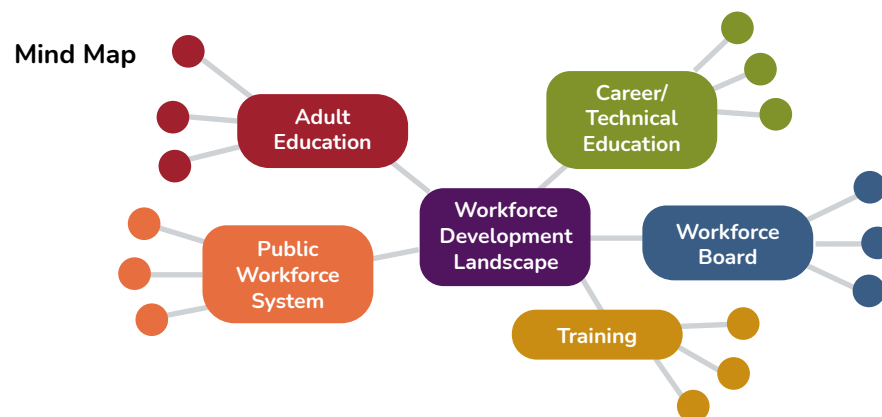 Mind Map
Adult
Education
Career/
Technical
Education
Workforce
Development
Landscape
Workforce
Board
Public
Workforce
System
Training